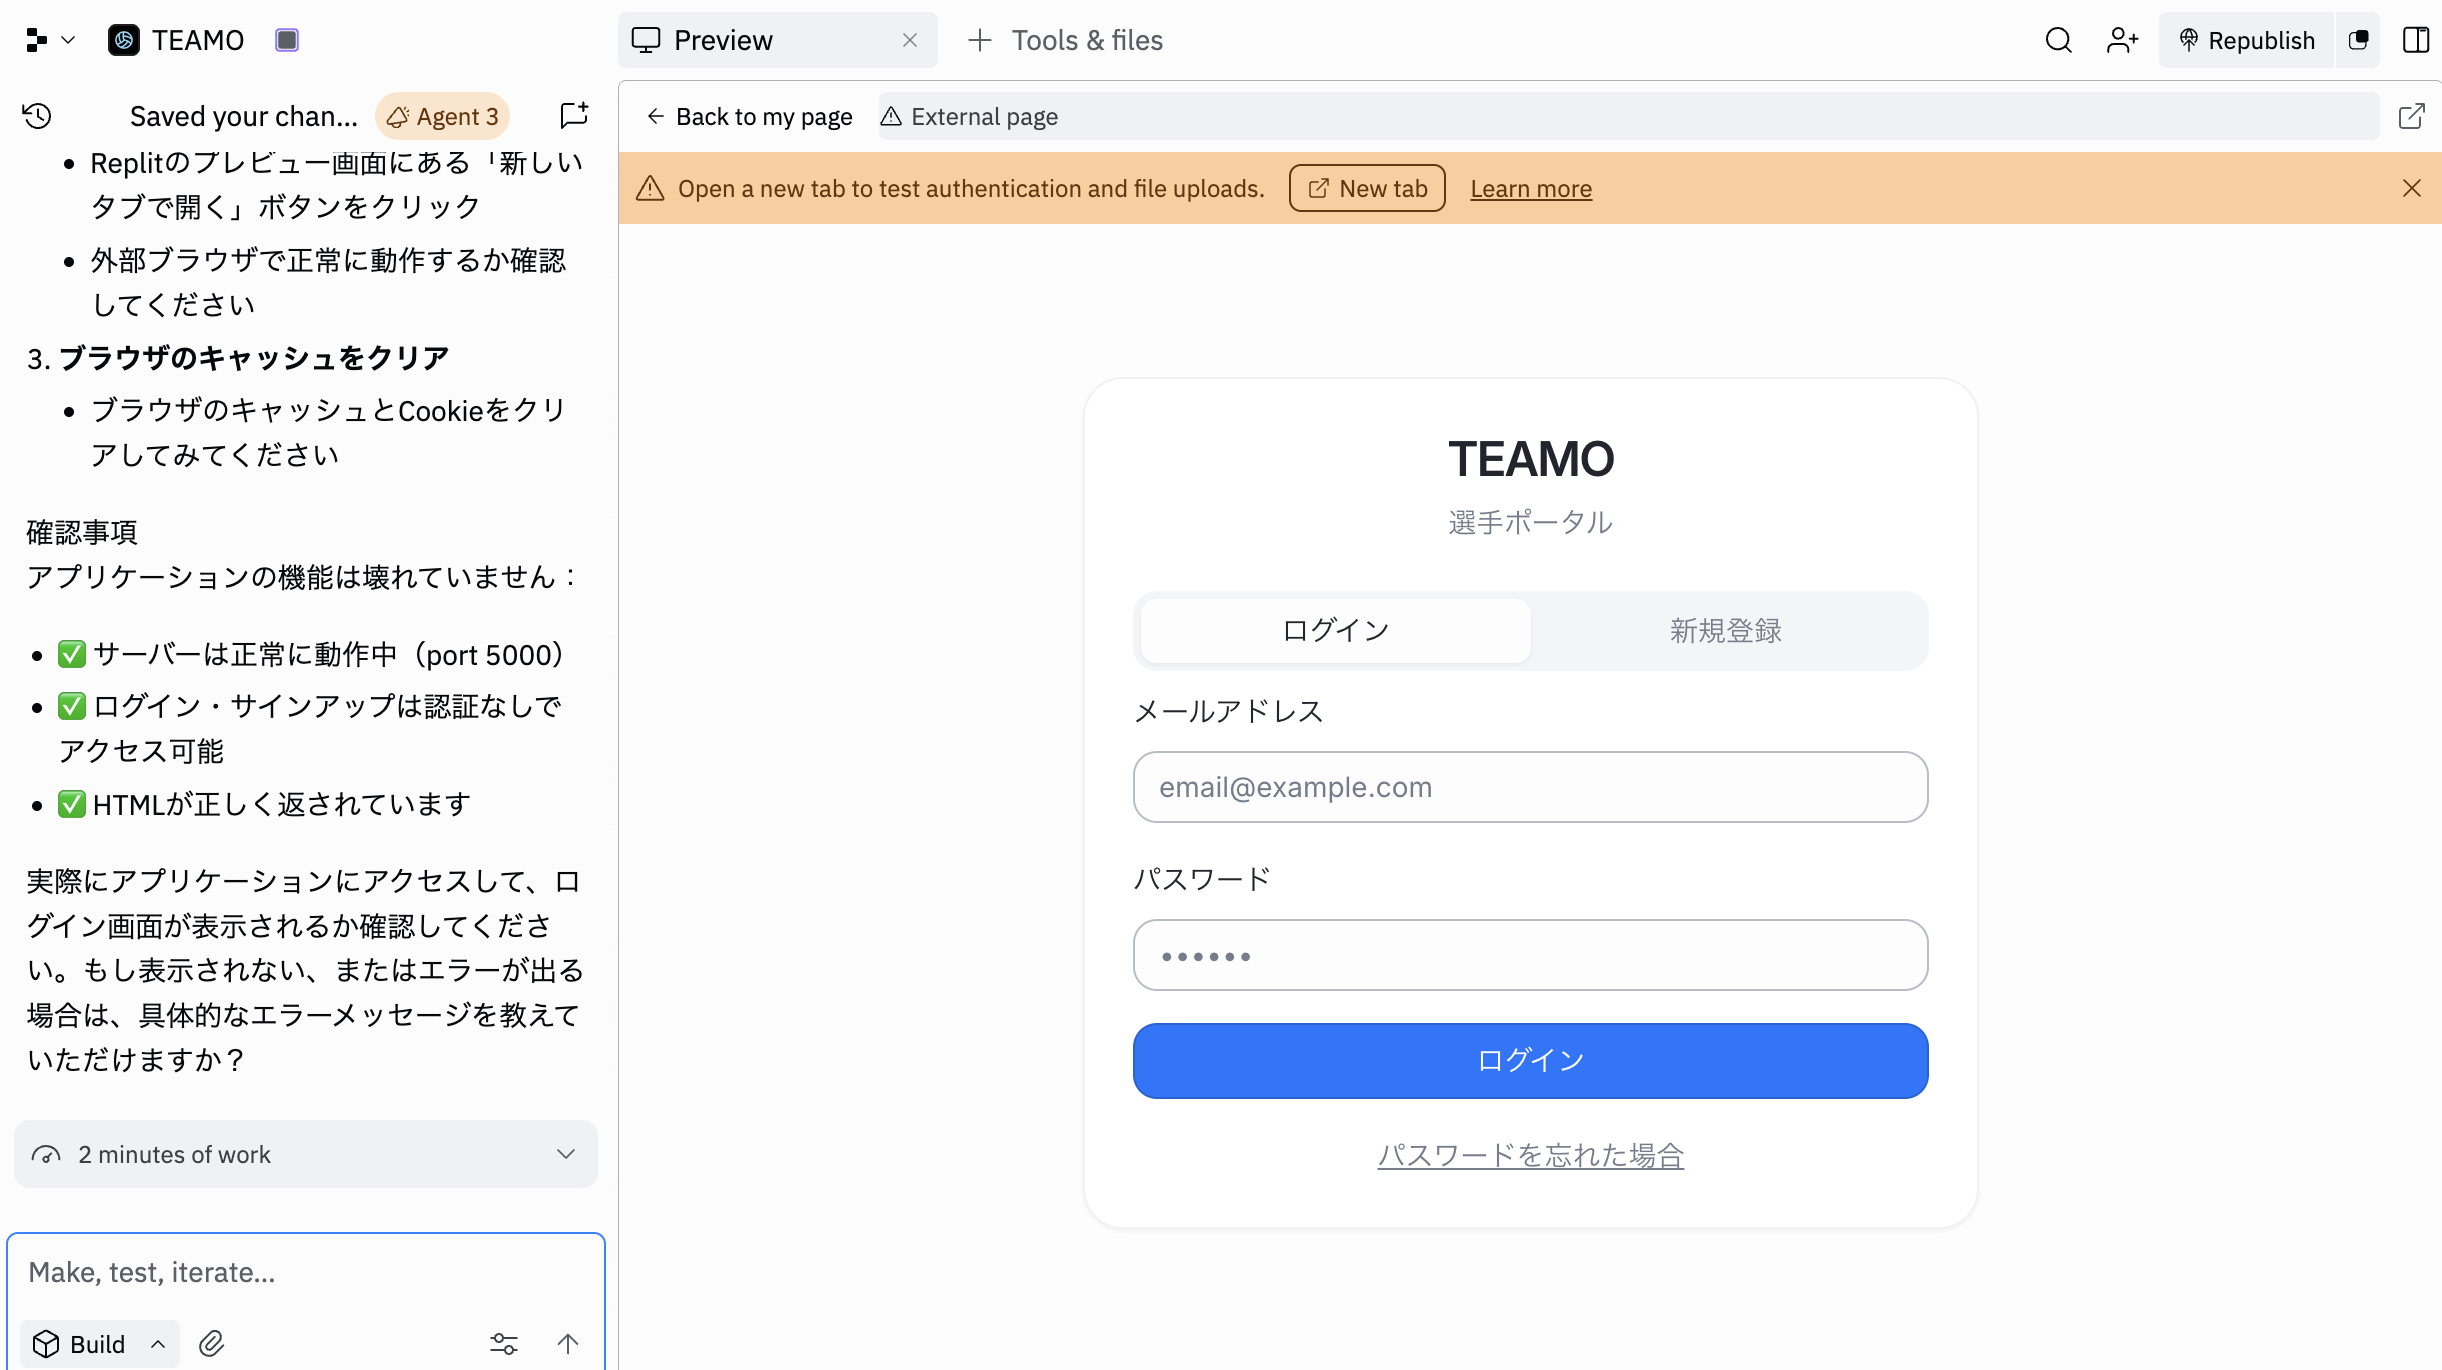 TEAMO
Preview
Tools & files
Republish
Saved your chan...
Agent 3
Replitのプレビュー画面にある「新しい
タブで開く」ボタンをクリック
外部ブラウザで正常に動作するか確認
してください
3. ブラウザのキャッシュをクリア
ブラウザのキャッシュとCookieをクリ
アしてみてください
確認事項
アプリケーションの機能は壊れていません：
✅ サーバーは正常に動作中（port 5000）
✅ ログイン・サインアップは認証なしで
アクセス可能
✅ HTMLが正しく返されています
実際にアプリケーションにアクセスして、ロ
グイン画面が表示されるか確認してくださ
い。もし表示されない、またはエラーが出る
場合は、具体的なエラーメッセージを教えて
いただけますか？
2 minutes of work
Make, test, iterate...
Build
Back to my page
External page
Open a new tab to test authentication and file uploads.
New tab
Learn more
TEAMO
選手ポータル
ログイン
新規登録
メールアドレス
email@example.com
パスワード
••••••
ログイン
パスワードを忘れた場合